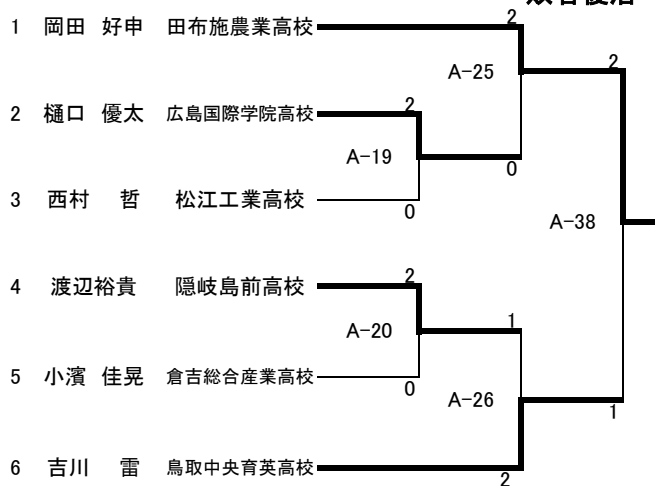 1 岡田 好申 田布施農業高校
2
A-25
2
2 樋口 優太 広島国際学院高校
2
A-19
0
3 西村 哲 松江工業高校
0
A-38
4 渡辺裕貴 隠岐島前高校
2
A-20
1
5 小濱 佳晃 倉吉総合産業高校
0
A-26
1
6 吉川 雷 鳥取中央育英高校
2